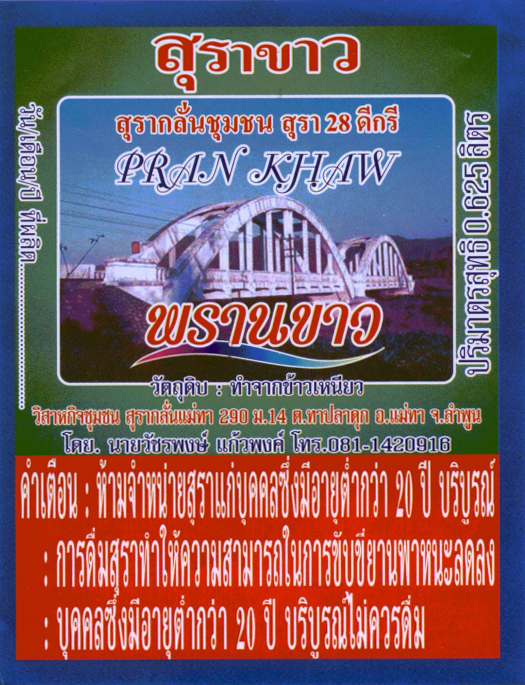 สุราขาว
สุรากลั่นชุมชน สุรา 28 ดีกรี
PRAN KHAW
วัน/เดือน/ปี ที่ผลิต........................................
ปริมาตรสุทธิ 0.625 ลิตร
พรานขาว
วัตถุดิบ : ทำจากข้าวเหนียว
วิสาหกิจชุมชน สุรากลั่นแม่ทา 290 ม.14 ต.ทาปลาดุก อ.แม่ทา จ.ลำพูน
โดย. นายวัชรพงษ์ แก้วพงค์ โทร.081-1420916
คำเตือน : ห้ามจำหน่ายสุราแก่บุคคลซึ่งมีอายุต่ำกว่า 20 ปี บริบูรณ์
: การดื่มสุราทำให้ความสามารถในการขับขี่ยานพาหนะลดลง
: บุคคลซึ่งมีอายุต่ำกว่า 20 ปี บริบูรณ์ไม่ควรดื่ม